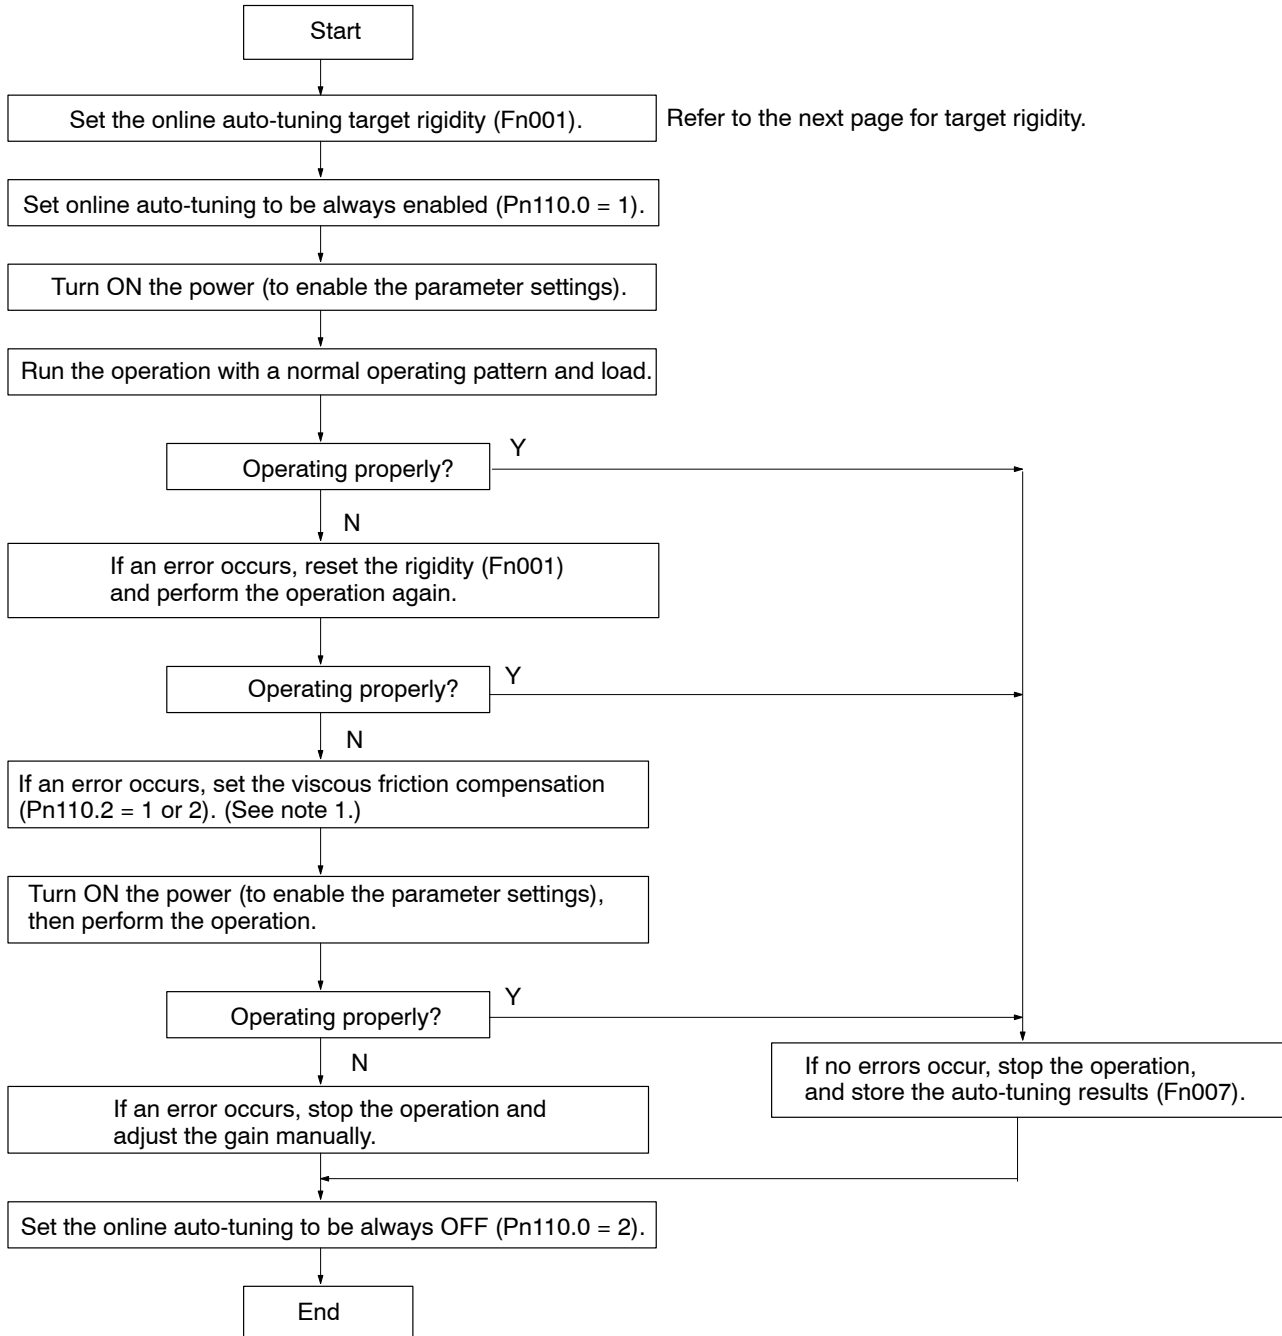 Start
Set the online auto-tuning target rigidity (Fn001).
Refer to the next page for target rigidity.
Set online auto-tuning to be always enabled (Pn110.0 = 1).
Turn ON the power (to enable the parameter settings).
Run the operation with a normal operating pattern and load.
Operating properly?
Y
N
If an error occurs, reset the rigidity (Fn001)
and perform the operation again.
Operating properly?
Y
N
If an error occurs, set the viscous friction compensation
(Pn110.2 = 1 or 2). (See note 1.)
Turn ON the power (to enable the parameter settings),
then perform the operation.
Operating properly?
Y
N
If no errors occur, stop the operation,
and store the auto-tuning results (Fn007).
If an error occurs, stop the operation and
adjust the gain manually.
Set the online auto-tuning to be always OFF (Pn110.0 = 2).
End